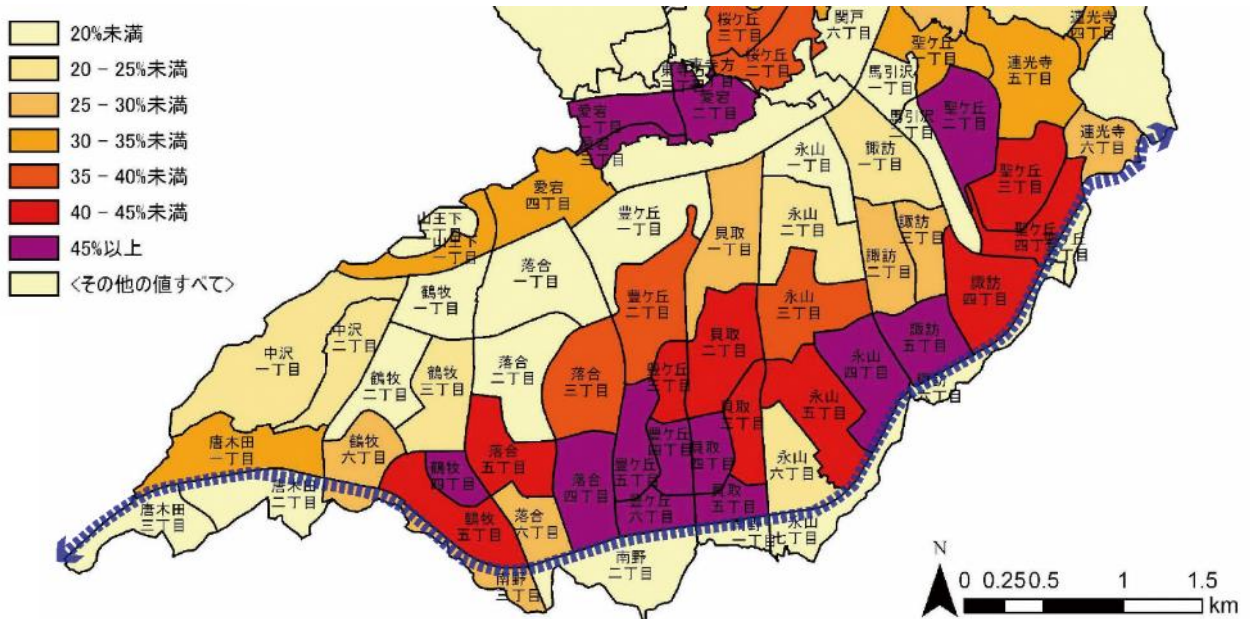 20%未満
20 − 25%未満
25 − 30%未満
30 − 35%未満
35 − 40%未満
40 − 45%未満
45%以上
<その他の値すべて>
桜ケ丘
三丁目
関戸
六丁目
連光寺
四丁目
桜ケ丘
二丁目
聖ケ丘
一丁目
連光寺
五丁目
馬引沢
一丁目
愛宕
一丁目
愛宕
二丁目
愛宕
三丁目
馬引沢
二丁目
聖ケ丘
二丁目
連光寺
六丁目
永山
一丁目
諏訪
一丁目
聖ケ丘
三丁目
愛宕
四丁目
山王下
山王下
一丁目
豊ケ丘
一丁目
貝取
一丁目
永山
二丁目
諏訪
三丁目
諏訪
二丁目
聖ケ丘
四丁目
落合
一丁目
鶴牧
一丁目
豊ケ丘
二丁目
永山
三丁目
諏訪
四丁目
中沢
二丁目
中沢
一丁目
貝取
二丁目
諏訪
五丁目
鶴牧
二丁目
鶴牧
三丁目
落合
二丁目
落合
三丁目
豊ケ丘
三丁目
永山
四丁目
諏訪
六丁目
貝取
三丁目
永山
五丁目
唐木田
一丁目
鶴牧
六丁目
落合
五丁目
豊ケ丘
四丁目
貝取
四丁目
永山
六丁目
鶴牧
四丁目
落合
四丁目
豊ケ丘
五丁目
唐木田
二丁目
唐木田
三丁目
豊ケ丘
六丁目
貝取
五丁目
鶴牧
五丁目
落合
六丁目
一丁目
永山
七丁目
南野
二丁目
南野
三丁目
N
0 0.25 0.5 1 1.5
km